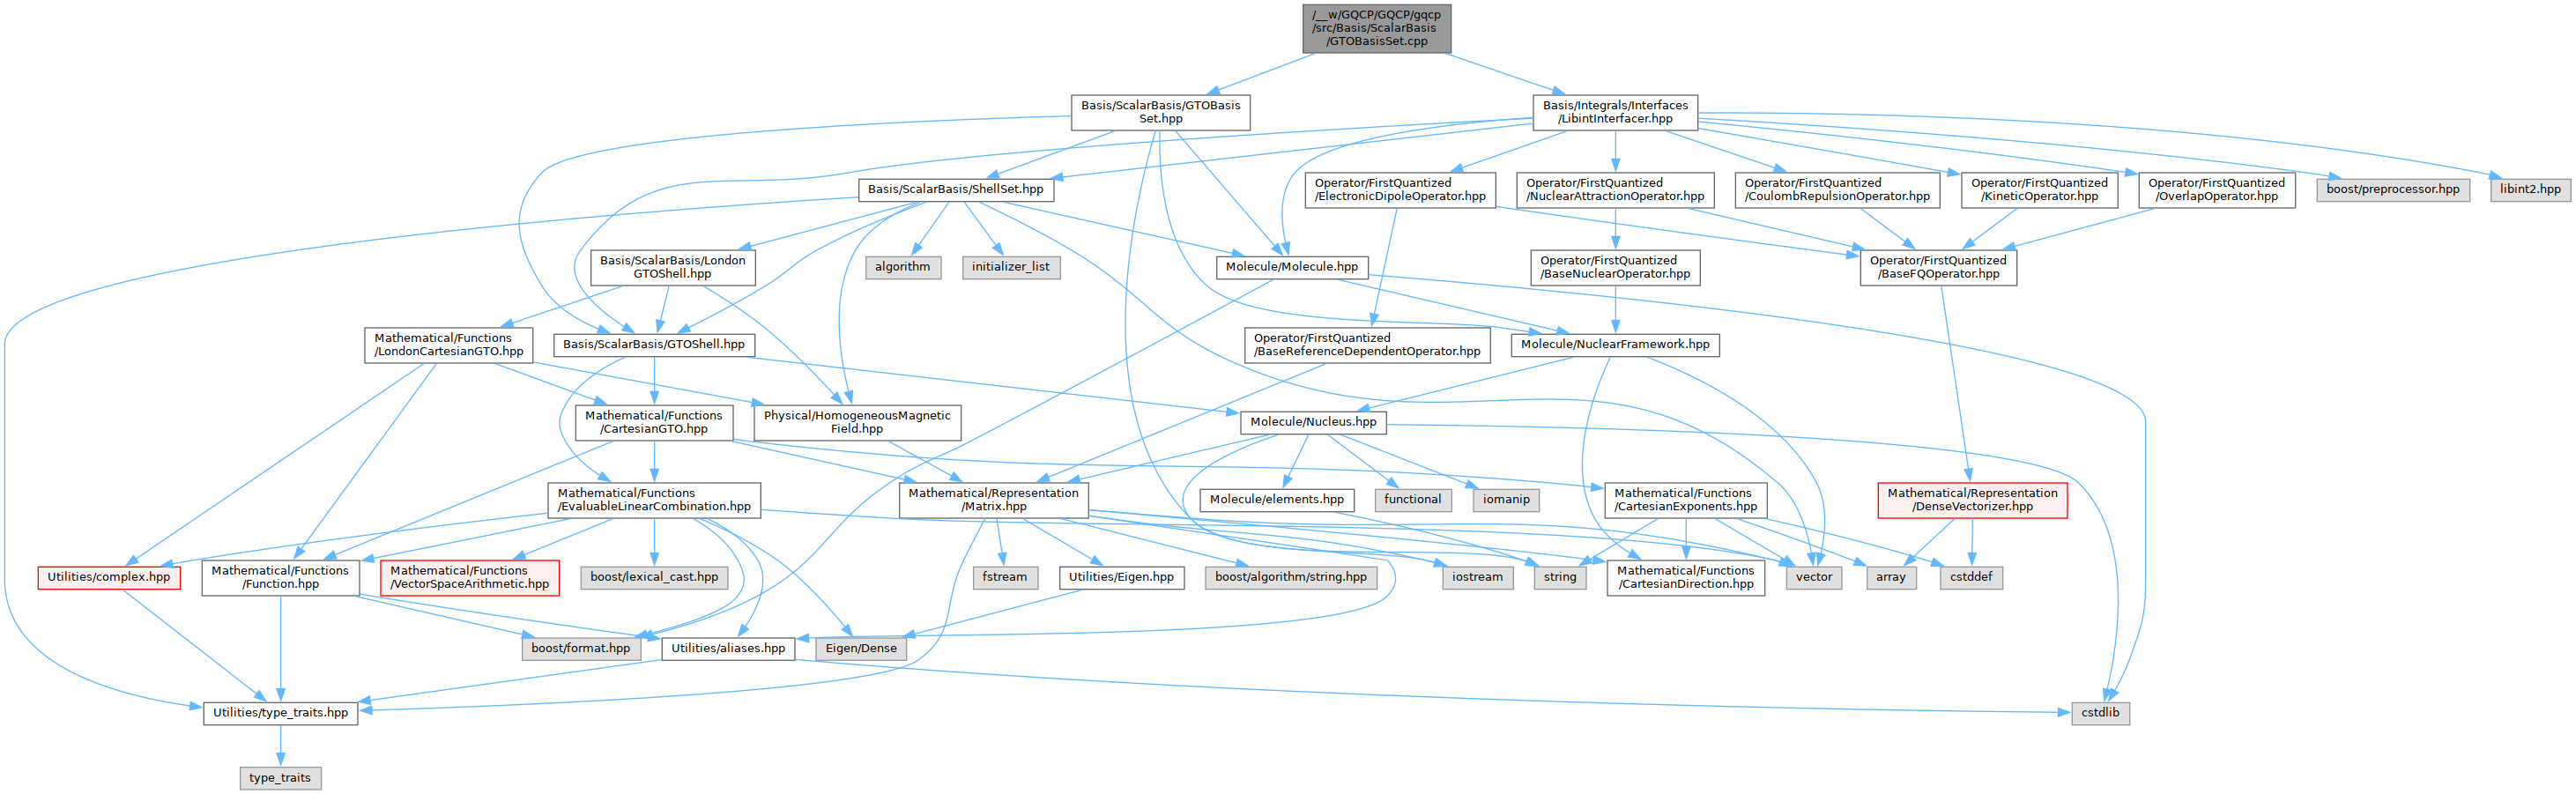 /__w/GQCP/GQCP/gqcp
/src/Basis/ScalarBasis
/GTOBasisSet.cpp
Basis/ScalarBasis/GTOBasis
Set.hpp
Basis/Integrals/Interfaces
/LibintInterfacer.hpp
Basis/ScalarBasis/ShellSet.hpp
Operator/FirstQuantized
/ElectronicDipoleOperator.hpp
Operator/FirstQuantized
/NuclearAttractionOperator.hpp
Operator/FirstQuantized
/CoulombRepulsionOperator.hpp
Operator/FirstQuantized
/KineticOperator.hpp
Operator/FirstQuantized
/OverlapOperator.hpp
boost/preprocessor.hpp
libint2.hpp
Basis/ScalarBasis/London
GTOShell.hpp
algorithm
initializer_list
Molecule/Molecule.hpp
Operator/FirstQuantized
/BaseNuclearOperator.hpp
Operator/FirstQuantized
/BaseFQOperator.hpp
Mathematical/Functions
/LondonCartesianGTO.hpp
Basis/ScalarBasis/GTOShell.hpp
Operator/FirstQuantized
/BaseReferenceDependentOperator.hpp
Molecule/NuclearFramework.hpp
Mathematical/Functions
/CartesianGTO.hpp
Physical/HomogeneousMagnetic
Field.hpp
Molecule/Nucleus.hpp
Mathematical/Functions
/EvaluableLinearCombination.hpp
Mathematical/Representation
/Matrix.hpp
Molecule/elements.hpp
functional
iomanip
Mathematical/Functions
/CartesianExponents.hpp
Mathematical/Representation
/DenseVectorizer.hpp
Utilities/complex.hpp
Mathematical/Functions
/Function.hpp
Mathematical/Functions
/VectorSpaceArithmetic.hpp
boost/lexical_cast.hpp
fstream
Utilities/Eigen.hpp
boost/algorithm/string.hpp
iostream
string
Mathematical/Functions
/CartesianDirection.hpp
vector
array
cstddef
boost/format.hpp
Utilities/aliases.hpp
Eigen/Dense
Utilities/type_traits.hpp
cstdlib
type_traits